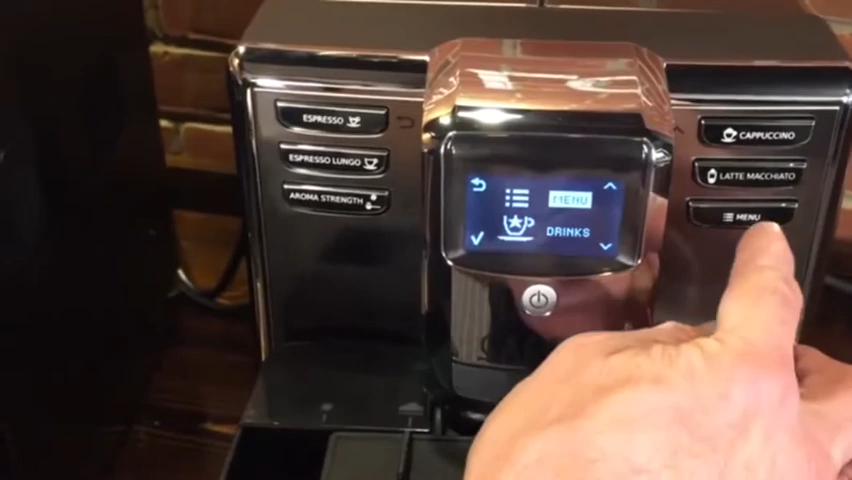 ESPRESSO
ESPRESSO LUNGO
AROMA STRENGTH
MENU
DRINKS
CAPPUCCINO
LATTE MACCHIATO
MENU